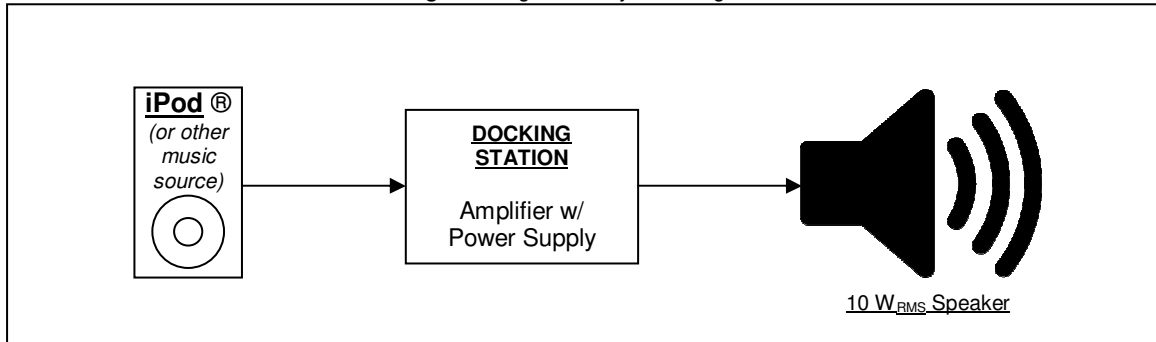 iPod ®
(or other
music
source)
DOCKING
STATION
Amplifier w/
Power Supply
10 WRMS Speaker